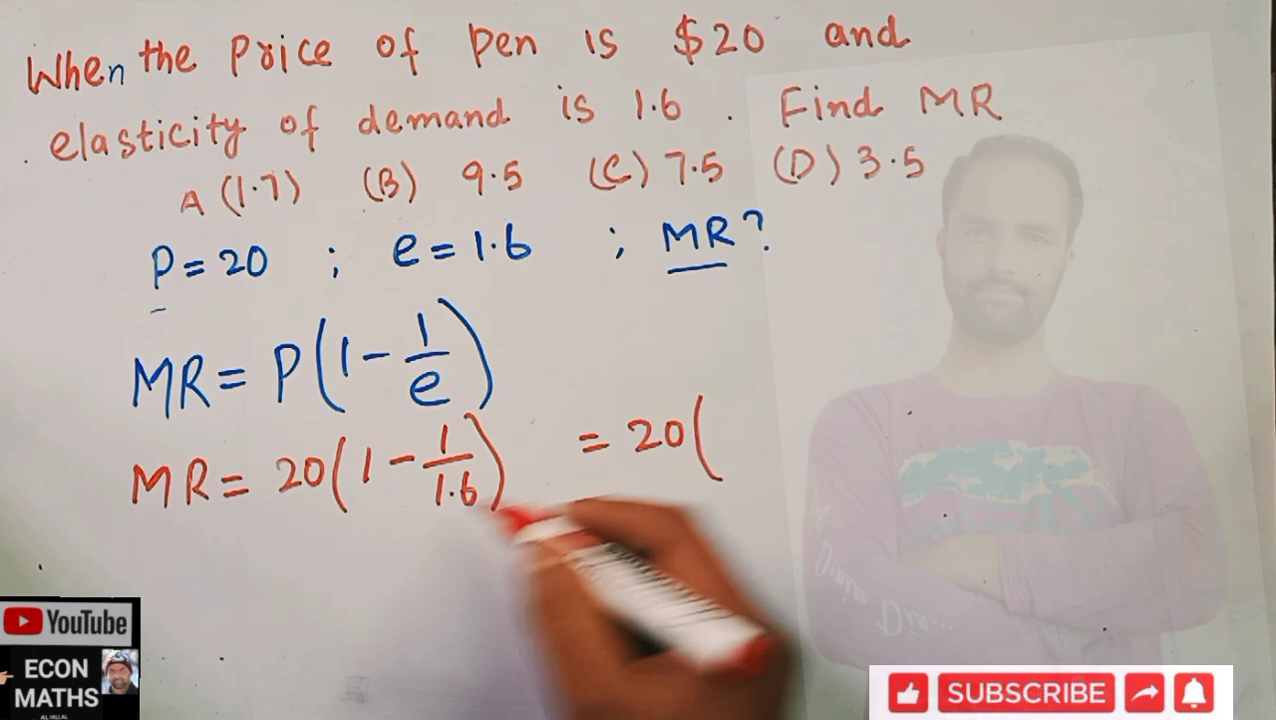 When the Price of Pen is $20 and
elasticity of demand is 1.6 . Find MR
A (1.7) (B) 9.5 (C) 7.5 (D) 3.5
P = 20 ; e = 1.6 ; MR?
MR = P(1 - 1/e)
MR = 20(1 - 1/1.6) = 20(
YouTube
ECON
MATHS
SUBSCRIBE